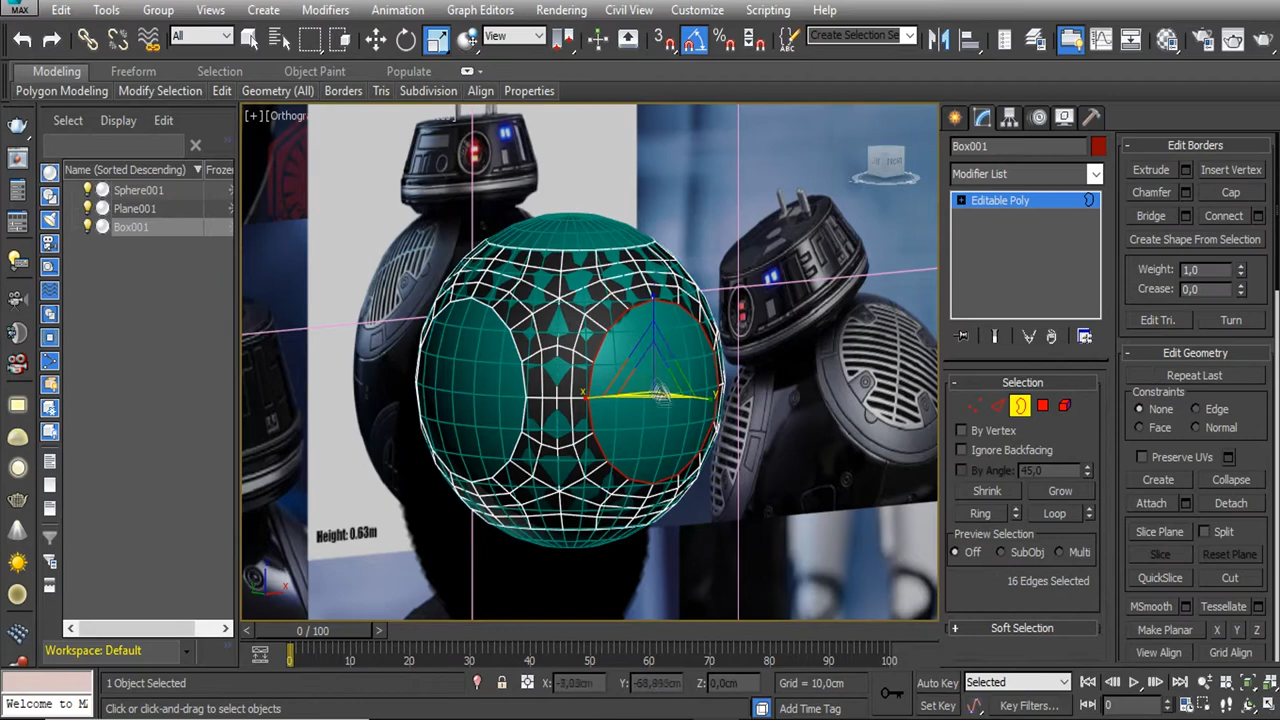 MAX
Edit Tools Group Views Create Modifiers Animation Graph Editors Rendering Civil View Customize Scripting Help
All
View
Create Selection Se
Modeling Freeform Selection Object Paint Populate
Polygon Modeling Modify Selection Edit Geometry (All) Borders Tris Subdivision Align Properties
Select Display Edit
Name (Sorted Descending) Frozen
Sphere001
Plane001
Box001
[+] [Orthogra
Height: 0.63m
x
y
Box001
Modifier List
Editable Poly
Selection
By Vertex
Ignore Backfacing
By Angle: 45,0
Shrink Grow
Ring Loop
Preview Selection
Off SubObj Multi
16 Edges Selected
Soft Selection
Edit Borders
Extrude Insert Vertex
Chamfer Cap
Bridge Connect
Create Shape From Selection
Weight: 1,0
Crease: 0,0
Edit Tri. Turn
Edit Geometry
Repeat Last
Constraints
None Edge
Face Normal
Preserve UVs
Create Collapse
Attach Detach
Slice Plane Split
Slice Reset Plane
QuickSlice Cut
MSmooth Tessellate
Make Planar X Y Z
View Align Grid Align
0 / 100
Workspace: Default
0 10 20 30 40 50 60 70 80 90 100
1 Object Selected X: -3,03cm Y: -68,995cm Z: 0,0cm Grid = 10,0cm Auto Key Selected
Welcome to M Click or click-and-drag to select objects Add Time Tag Set Key Key Filters... 0